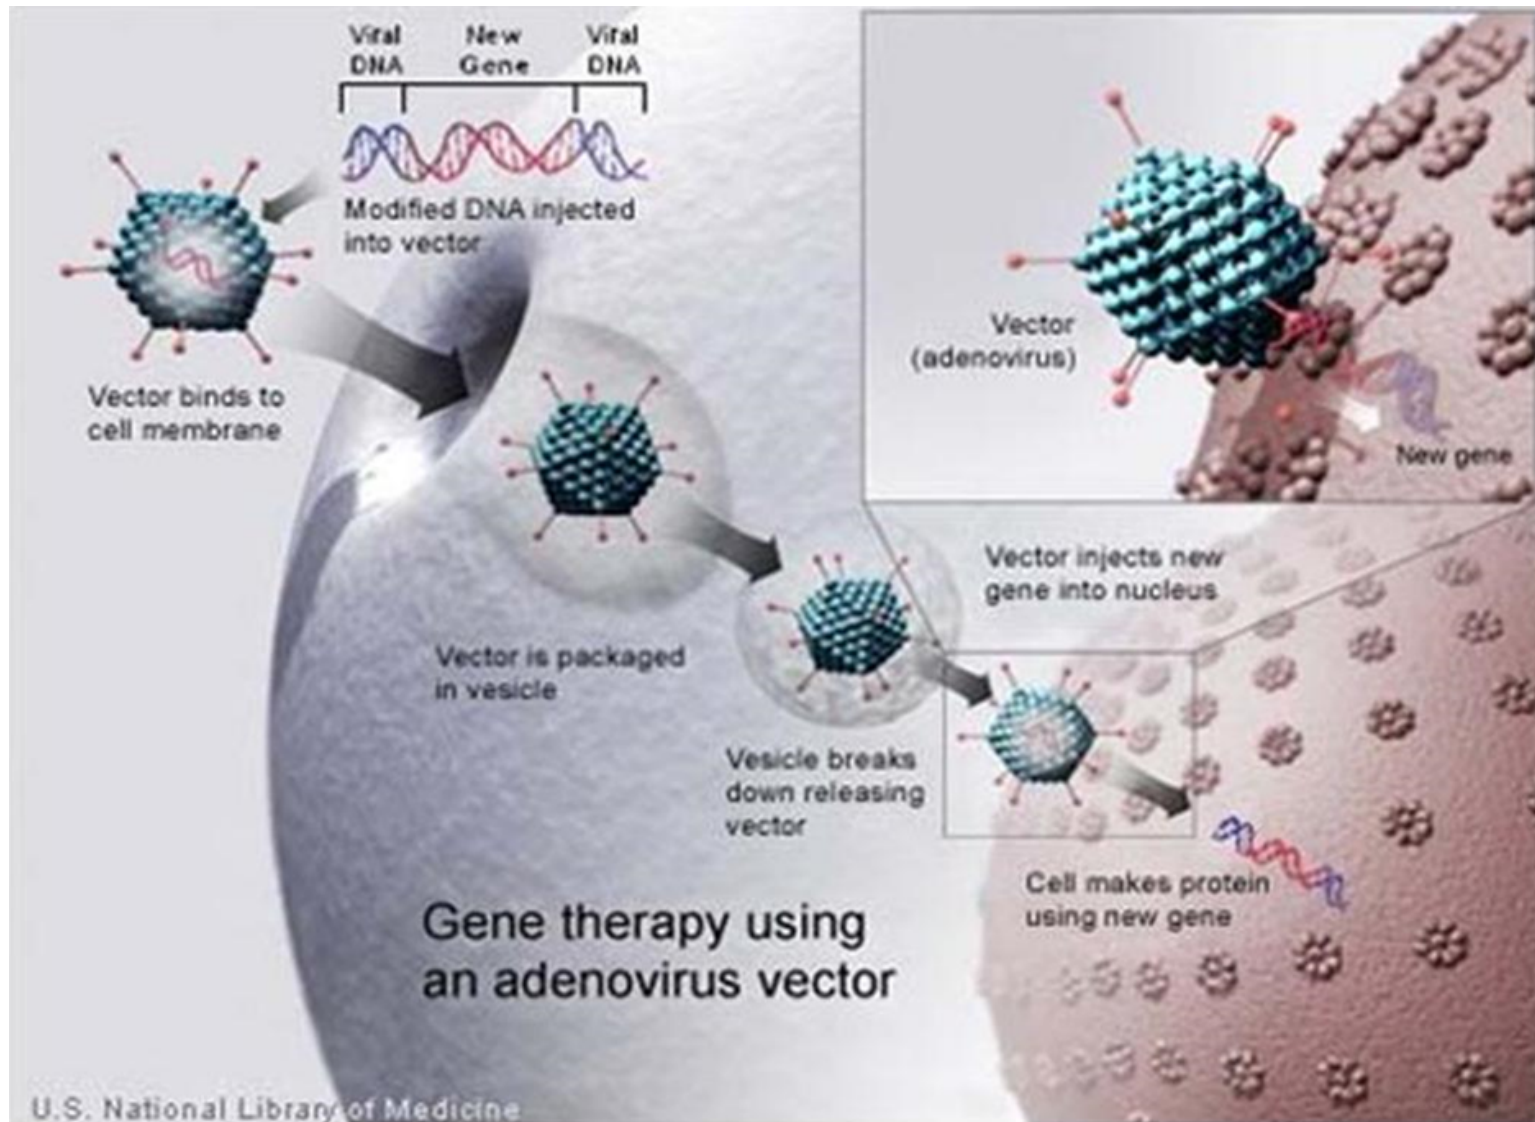 Viral
DNA
New
Gene
Viral
DNA
Modified DNA injected
into vector
Vector binds to
cell membrane
Vector
(adenovirus)
New gene
Vector injects new
gene into nucleus
Vector is packaged
in vesicle
Vesicle breaks
down releasing
vector
Cell makes protein
using new gene
Gene therapy using
an adenovirus vector
U.S. National Library of Medicine